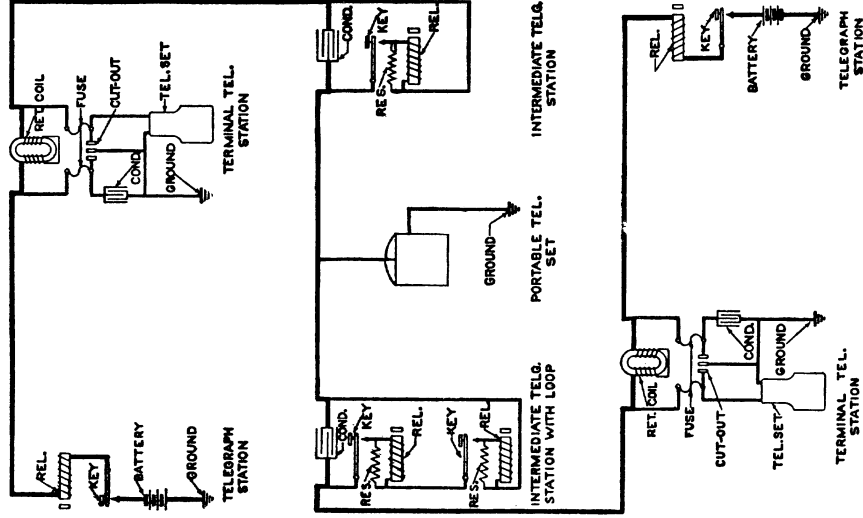 REL.
KEY
BATTERY
GROUND
TELEGRAPH
STATION
RET. COIL
FUSE
CUT-OUT
TEL. SET
COND.
GROUND
TERMINAL TEL.
STATION
COND.
KEY
RES.
REL.
KEY
REL.
RES.
INTERMEDIATE TELG.
STATION WITH LOOP
GROUND
PORTABLE TEL.
SET
COND.
KEY
REL.
RES.
INTERMEDIATE TELG.
STATION
RET. COIL
FUSE
CUT-OUT
TEL. SET
COND.
GROUND
TERMINAL TEL.
STATION
REL.
KEY
BATTERY
GROUND
TELEGRAPH
STATION